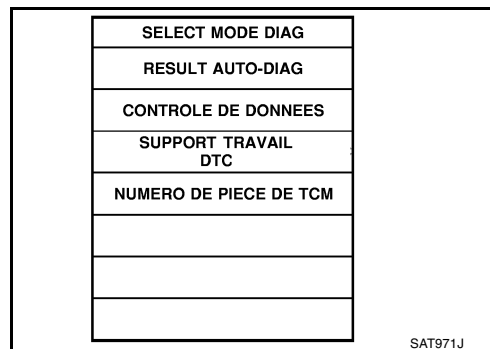 SELECT MODE DIAG
RESULT AUTO-DIAG
CONTROLE DE DONNEES
SUPPORT TRAVAIL
DTC
NUMERO DE PIECE DE TCM
SAT971J